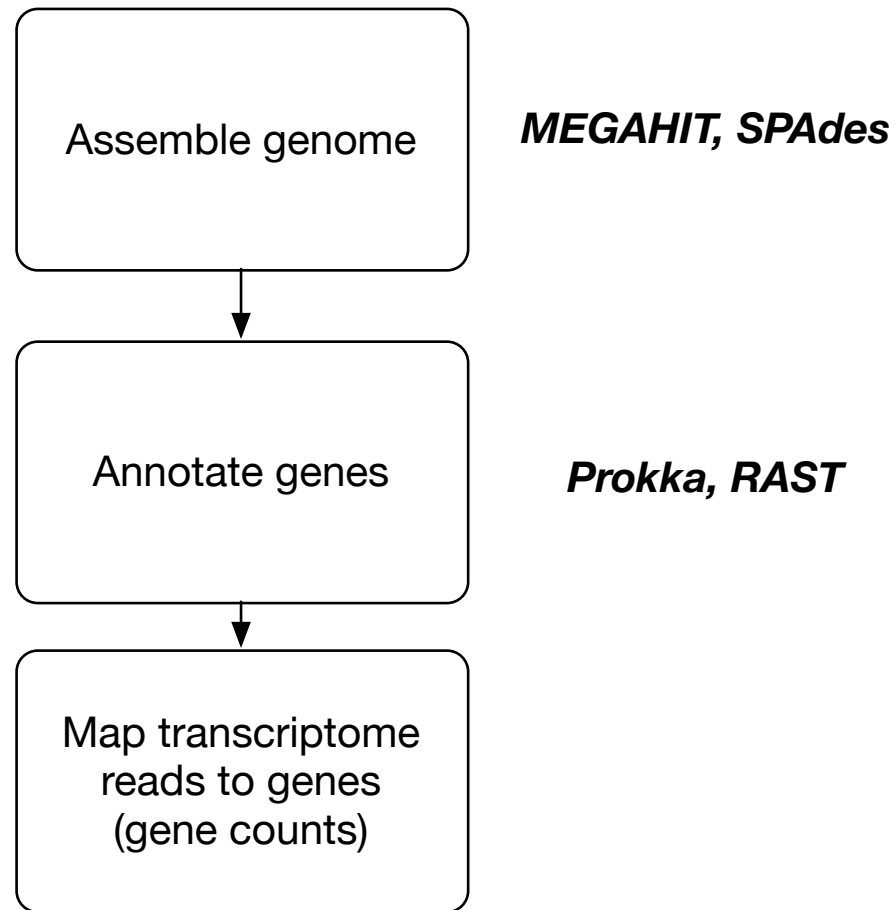 Assemble genome
MEGAHIT, SPAdes
Annotate genes
Prokka, RAST
Map transcriptome
reads to genes
(gene counts)